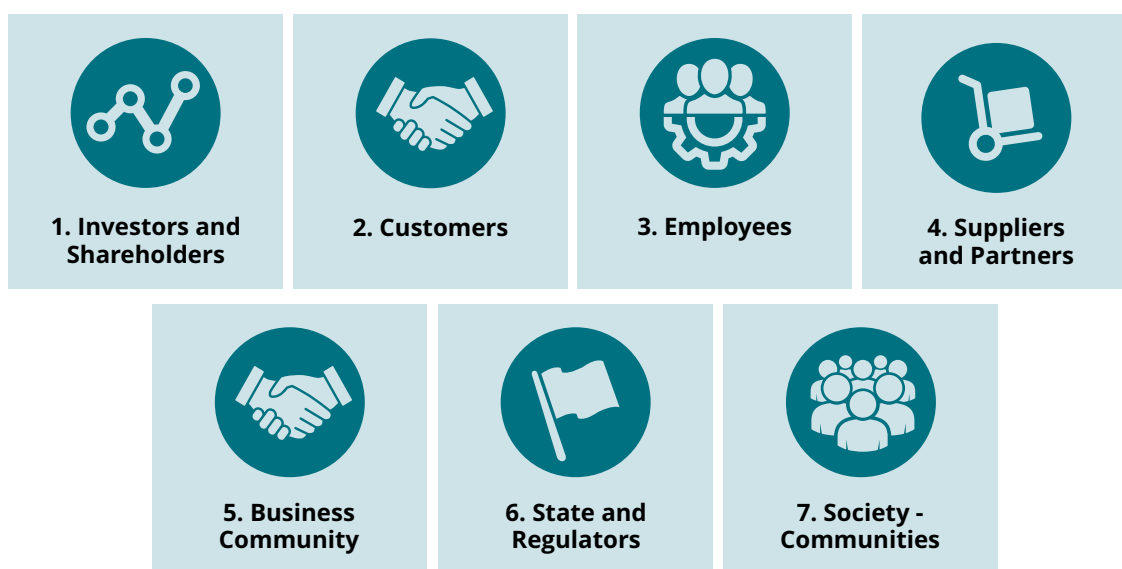 1. Investors and
Shareholders
2. Customers
3. Employees
4. Suppliers
and Partners
5. Business
Community
6. State and
Regulators
7. Society -
Communities